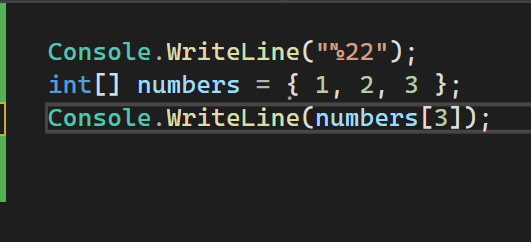 Console.WriteLine("%22");
int[] numbers = { 1, 2, 3 };
Console.WriteLine(numbers[3]);